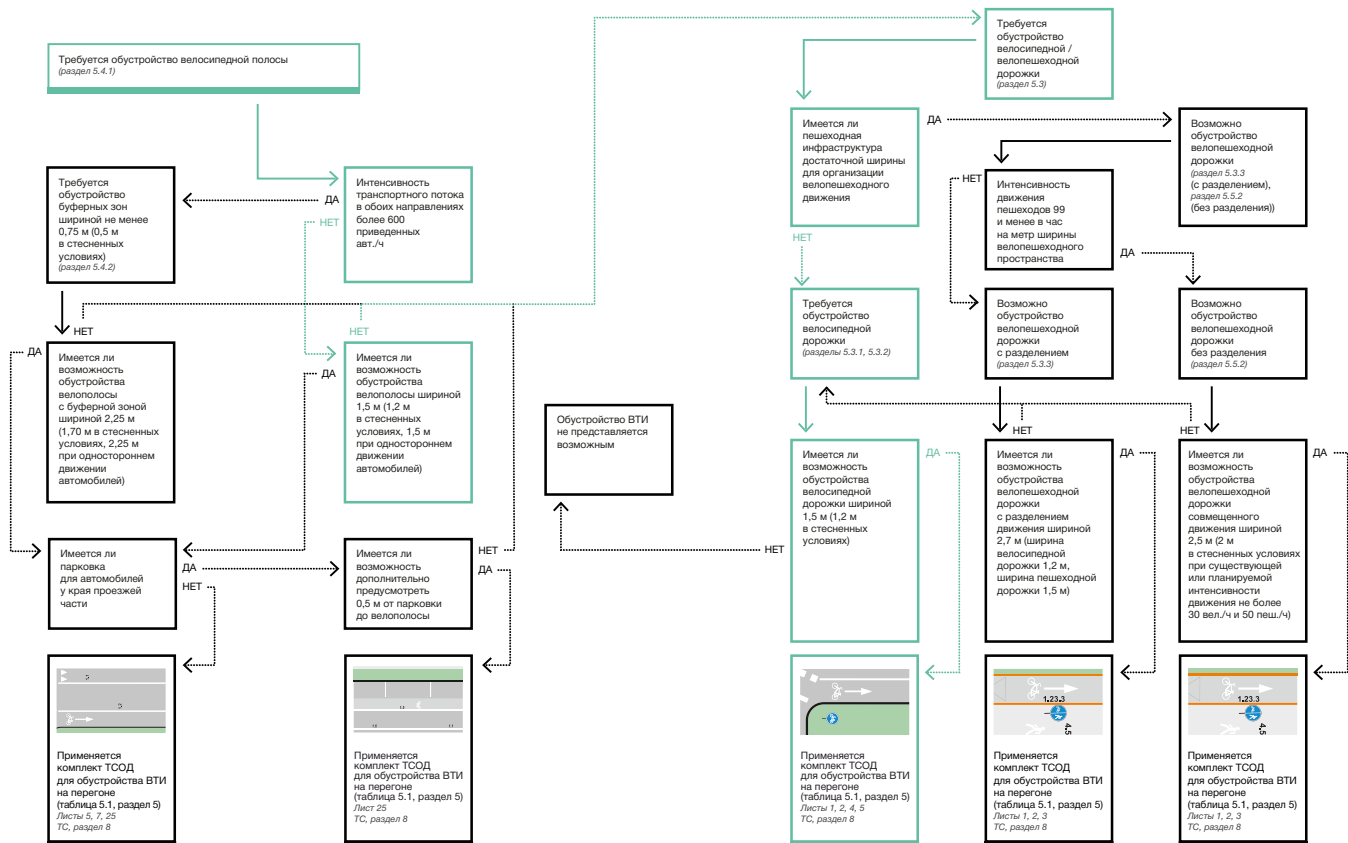 Требуется обустройство велосипедной полосы
(раздел 5.4.1)
Требуется
обустройство
буферных зон
шириной не менее
0,75 м (0,5 м
в стесненных
условиях)
(раздел 5.4.2)
ДА
Интенсивность
транспортного потока
в обоих направлениях
более 600
приведенных
авт./ч
НЕТ
НЕТ
ДА
Имеется ли
возможность
обустройства
велополосы
с буферной зоной
шириной 2,25 м
(1,70 м в стесненных
условиях, 2,25 м
при одностороннем
движении
автомобилей)
НЕТ
ДА
Имеется ли
возможность
обустройства
велополосы шириной
1,5 м (1,2 м
в стесненных
условиях, 1,5 м
при одностороннем
движении
автомобилей)
Имеется ли
парковка
для автомобилей
у края проезжей
части
ДА
НЕТ
Имеется ли
возможность
дополнительно
предусмотреть
0,5 м от парковки
до велополосы
НЕТ
ДА
Применяется
комплект ТСОД
для обустройства ВТИ
на перегоне
(таблица 5.1, раздел 5)
Листы 5, 7, 25
ТС, раздел 8
Применяется
комплект ТСОД
для обустройства ВТИ
на перегоне
(таблица 5.1, раздел 5)
Лист 25
ТС, раздел 8
Обустройство ВТИ
не представляется
возможным
Требуется
обустройство
велосипедной /
велопешеходной
дорожки
(раздел 5.3)
Имеется ли
пешеходная
инфраструктура
достаточной ширины
для организации
велопешеходного
движения
ДА
НЕТ
Возможно
обустройство
велопешеходной
дорожки
(раздел 5.3.3
(с разделением),
раздел 5.5.2
(без разделения))
НЕТ
Интенсивность
движения
пешеходов 99
и менее в час
на метр ширины
велопешеходного
пространства
ДА
Требуется
обустройство
велосипедной
дорожки
(разделы 5.3.1, 5.3.2)
Возможно
обустройство
велопешеходной
дорожки
с разделением
(раздел 5.3.3)
Возможно
обустройство
велопешеходной
дорожки
без разделения
(раздел 5.5.2)
НЕТ
НЕТ
Имеется ли
возможность
обустройства
велосипедной
дорожки шириной
1,5 м (1,2 м
в стесненных
условиях)
ДА
НЕТ
Имеется ли
возможность
обустройства
велопешеходной
дорожки
с разделением
движения шириной
2,7 м (ширина
велосипедной
дорожки 1,2 м,
ширина пешеходной
дорожки 1,5 м)
ДА
Имеется ли
возможность
обустройства
велопешеходной
дорожки
совмещенного
движения шириной
2,5 м (2 м
в стесненных условиях
при существующей
или планируемой
интенсивности
движения не более
30 вел./ч и 50 пеш./ч)
ДА
Применяется
комплект ТСОД
для обустройства ВТИ
на перегоне
(таблица 5.1, раздел 5)
Листы 1, 2, 4, 5
ТС, раздел 8
1.23.3
4.5
Применяется
комплект ТСОД
для обустройства ВТИ
на перегоне
(таблица 5.1, раздел 5)
Листы 1, 2, 3
ТС, раздел 8
1.23.3
4.5
Применяется
комплект ТСОД
для обустройства ВТИ
на перегоне
(таблица 5.1, раздел 5)
Листы 1, 2, 3
ТС, раздел 8